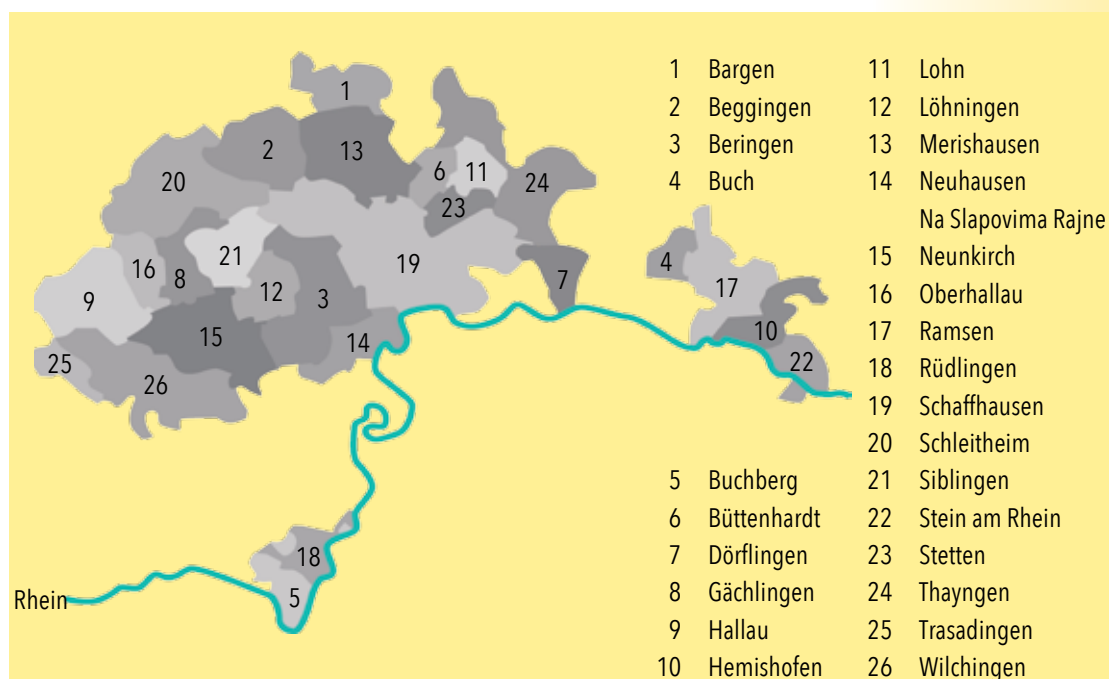 1
2
13
20
6
11
24
23
21
16
8
12
3
19
7
4
17
9
15
14
10
25
26
22
18
5
Rhein
1 Bargen
2 Beggingen
3 Beringen
4 Buch
5 Buchberg
6 Büttenhardt
7 Dörflingen
8 Gächlingen
9 Hallau
10 Hemishofen
11 Lohn
12 Löhningen
13 Merishausen
14 Neuhausen
Na Slapovima Rajne
15 Neunkirch
16 Oberhallau
17 Ramsen
18 Rüdlingen
19 Schaffhausen
20 Schleitheim
21 Siblingen
22 Stein am Rhein
23 Stetten
24 Thayngen
25 Trasadingen
26 Wilchingen